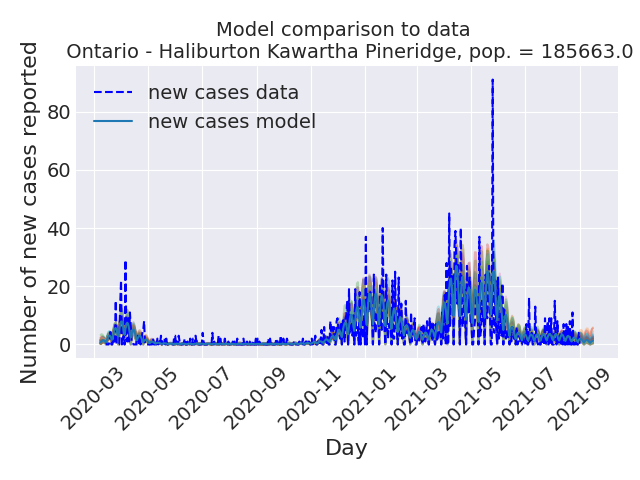 Model comparison to data
Ontario - Haliburton Kawartha Pineridge, pop. = 185663.0
Number of new cases reported
80
60
40
20
0
new cases data
new cases model
2020-03
2020-05
2020-07
2020-09
2020-11
2021-01
2021-03
2021-05
2021-07
2021-09
Day